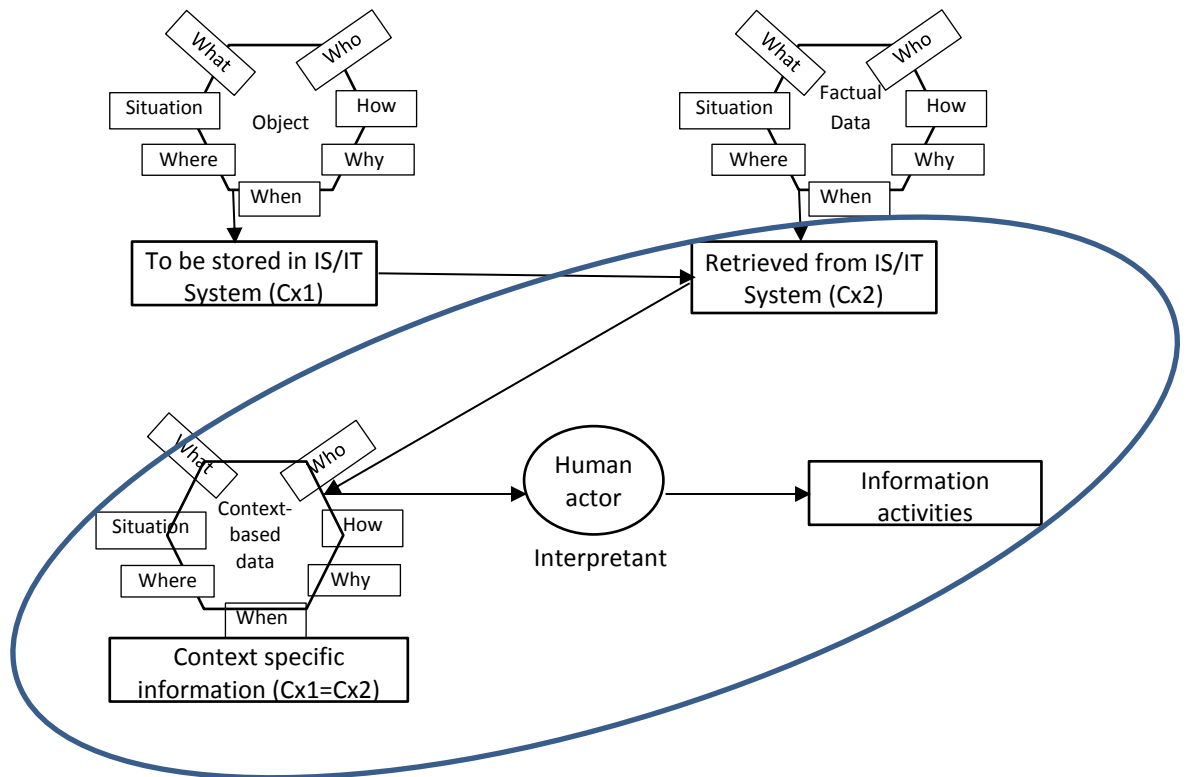 What
Who
Situation
How
Object
Where
Why
When
To be stored in IS/IT
System (Cx1)
What
Who
Situation
Factual
Data
How
Where
Why
When
Retrieved from IS/IT
System (Cx2)
What
Who
Situation
Context-
based
data
How
Where
Why
When
Context specific
information (Cx1=Cx2)
Human
actor
Interpretant
Information
activities